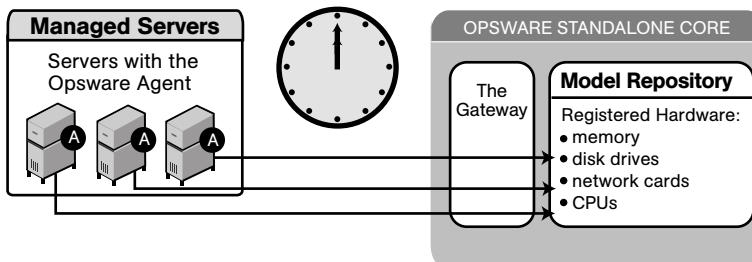 Managed Servers
Servers with the
Opsware Agent
A
A
A
OPSWARE STANDALONE CORE
The
Gateway
Model Repository
Registered Hardware:
• memory
• disk drives
• network cards
• CPUs